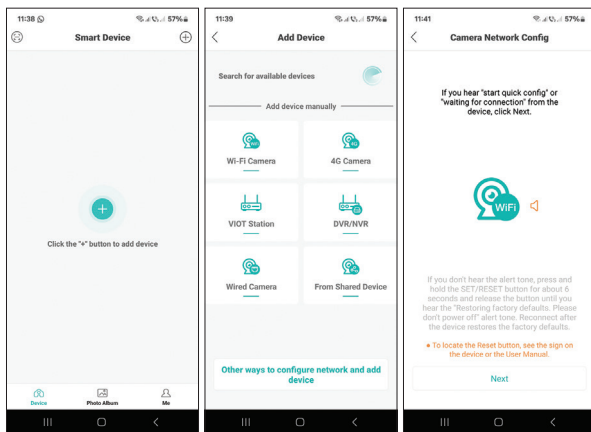 11:38 57%
Smart Device
Click the "+" button to add device
Device Photo Album Me
11:39 57%
Add Device
Search for available devices
Add device manually
Wi-Fi Camera 4G Camera
VIOT Station DVR/NVR
Wired Camera From Shared Device
Other ways to configure network and add
device
11:41 57%
Camera Network Config
If you hear "start quick config" or
"waiting for connection" from the
device, click Next.
WiFi
If you don't hear the alert tone, press and
hold the SET/RESET button for about 6
seconds and release the button until you
hear the "Restoring factory defaults. Please
don't power off" alert tone. Reconnect after
the device restores the factory defaults.
• To locate the Reset button, see the sign on
the device or the User Manual.
Next